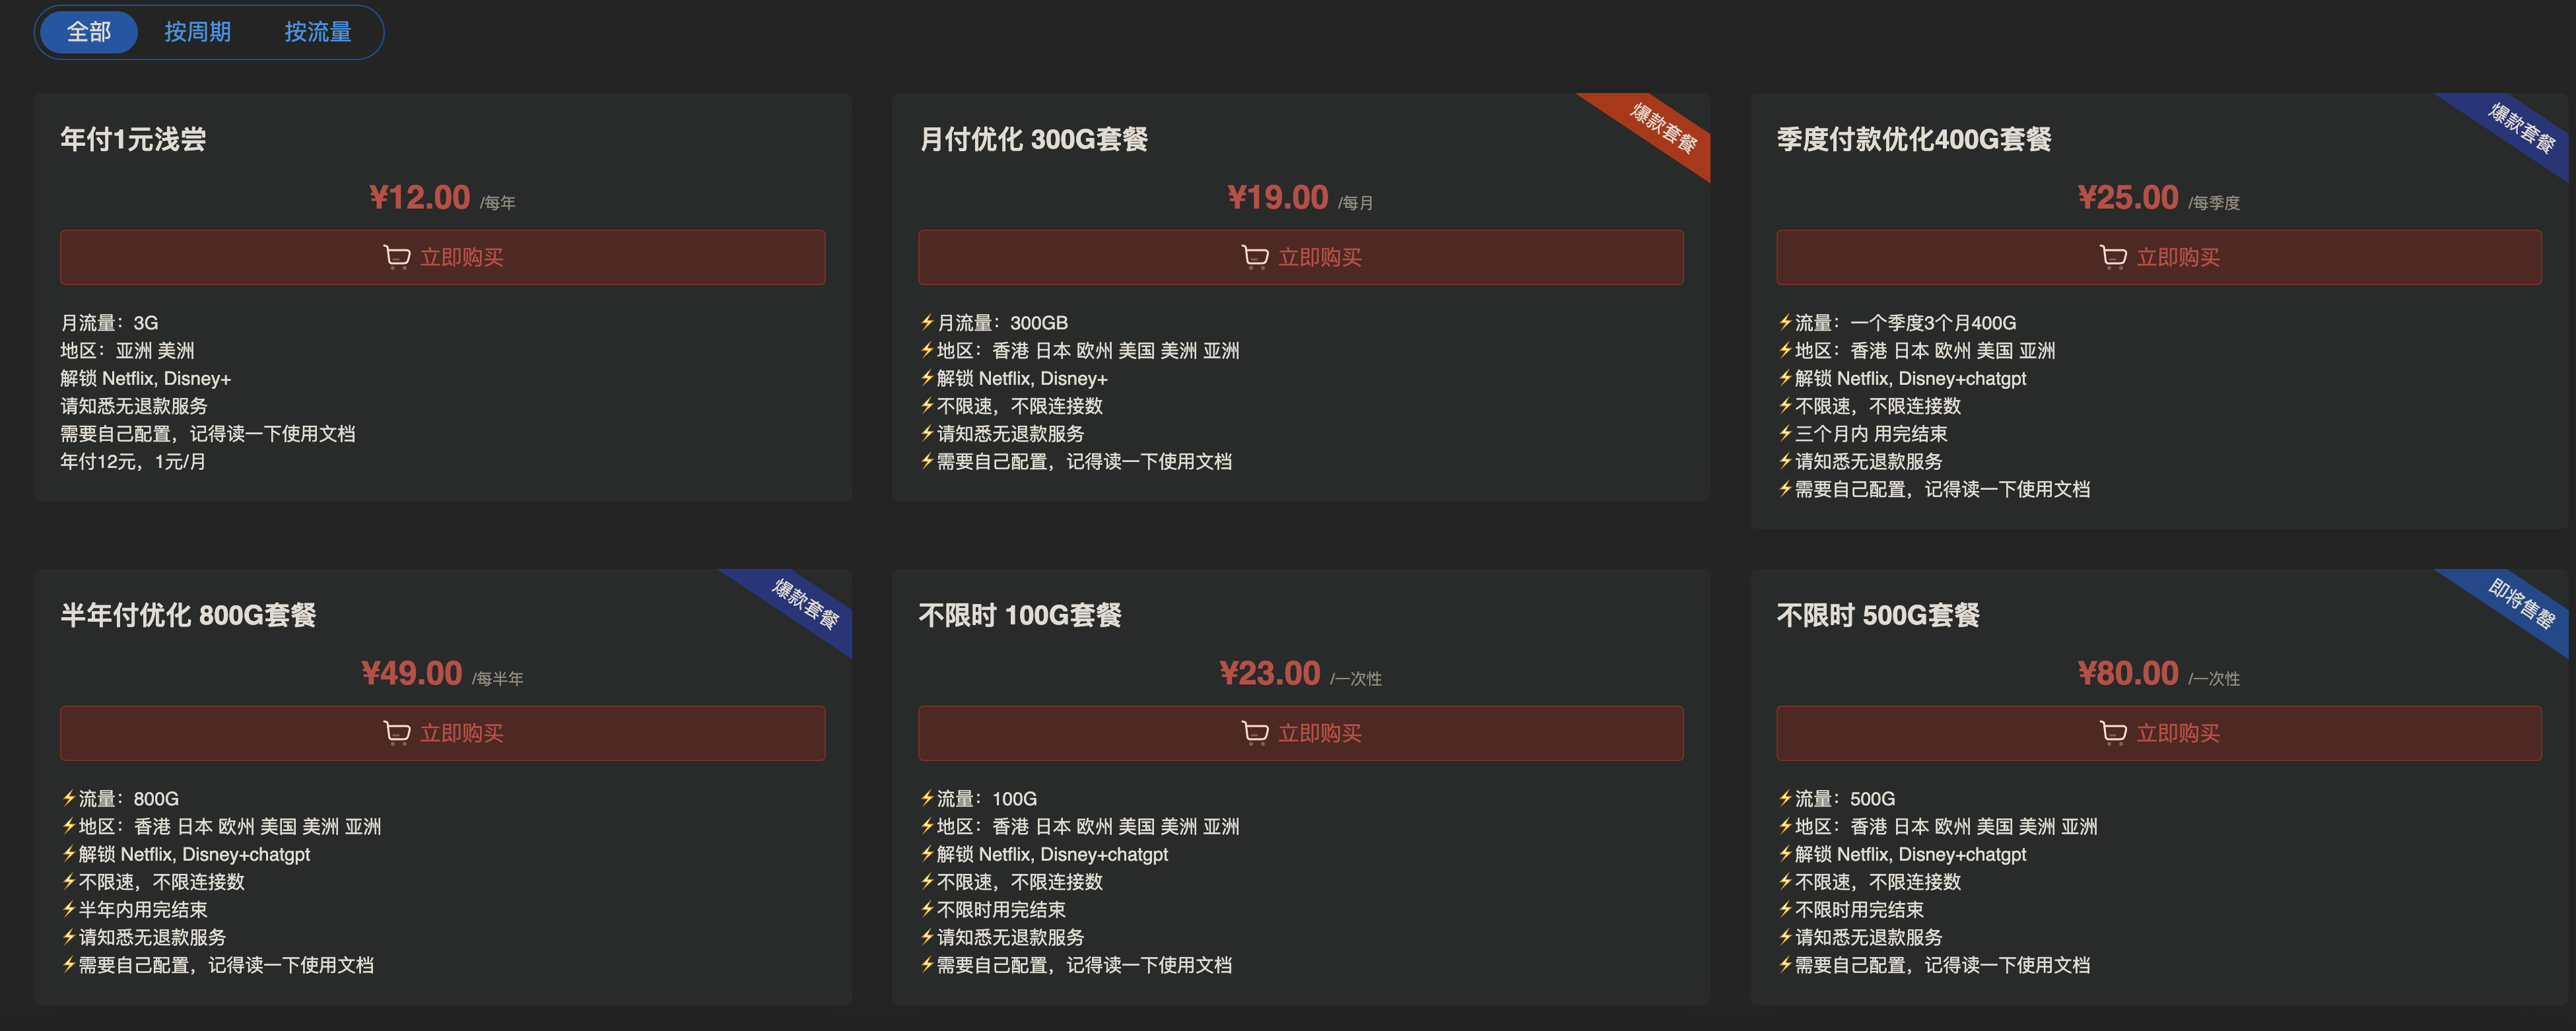 全部 按周期 按流量
年付1元浅尝
¥12.00 /每年
立即购买
月流量：3G
地区：亚洲 美洲
解锁 Netflix, Disney+
请知悉无退款服务
需要自己配置，记得读一下使用文档
年付12元，1元/月
爆款套餐
月付优化 300G套餐
¥19.00 /每月
立即购买
⚡月流量：300GB
⚡地区：香港 日本 欧州 美国 美洲 亚洲
⚡解锁 Netflix, Disney+
⚡不限速，不限连接数
⚡请知悉无退款服务
⚡需要自己配置，记得读一下使用文档
爆款套餐
季度付款优化400G套餐
¥25.00 /每季度
立即购买
⚡流量：一个季度3个月400G
⚡地区：香港 日本 欧州 美国 亚洲
⚡解锁 Netflix, Disney+chatgpt
⚡不限速，不限连接数
⚡三个月内 用完结束
⚡请知悉无退款服务
⚡需要自己配置，记得读一下使用文档
爆款套餐
半年付优化 800G套餐
¥49.00 /每半年
立即购买
⚡流量：800G
⚡地区：香港 日本 欧州 美国 美洲 亚洲
⚡解锁 Netflix, Disney+chatgpt
⚡不限速，不限连接数
⚡半年内用完结束
⚡请知悉无退款服务
⚡需要自己配置，记得读一下使用文档
不限时 100G套餐
¥23.00 /一次性
立即购买
⚡流量：100G
⚡地区：香港 日本 欧州 美国 美洲 亚洲
⚡解锁 Netflix, Disney+chatgpt
⚡不限速，不限连接数
⚡不限时用完结束
⚡请知悉无退款服务
⚡需要自己配置，记得读一下使用文档
即将售罄
不限时 500G套餐
¥80.00 /一次性
立即购买
⚡流量：500G
⚡地区：香港 日本 欧州 美国 美洲 亚洲
⚡解锁 Netflix, Disney+chatgpt
⚡不限速，不限连接数
⚡不限时用完结束
⚡请知悉无退款服务
⚡需要自己配置，记得读一下使用文档